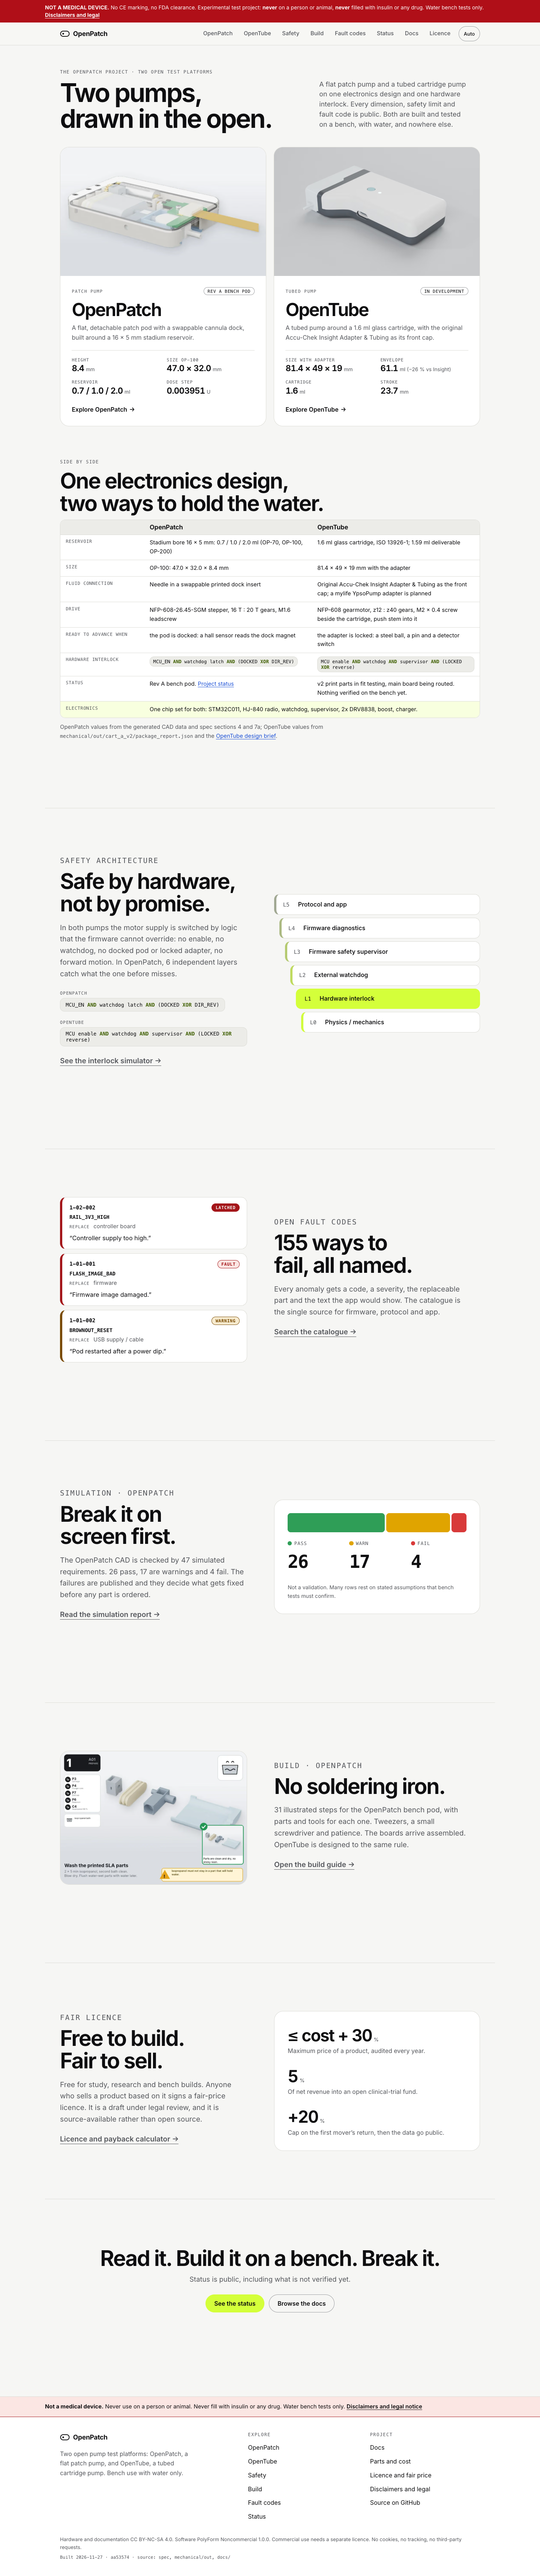 NOT A MEDICAL DEVICE. No CE marking, no FDA clearance. Experimental test project: never on a person or animal, never filled with insulin or any drug. Water bench tests only.
Disclaimers and legal
OpenPatch
OpenPatch OpenTube Safety Build Fault codes Status Docs Licence Auto
THE OPENPATCH PROJECT · TWO OPEN TEST PLATFORMS
Two pumps,
drawn in the open.
A flat patch pump and a tubed cartridge pump
on one electronics design and one hardware
interlock. Every dimension, safety limit and
fault code is public. Both are built and tested
on a bench, with water, and nowhere else.
PATCH PUMP
REV A BENCH POD
OpenPatch
A flat, detachable patch pod with a swappable cannula dock,
built around a 16 × 5 mm stadium reservoir.
HEIGHT
8.4 mm
SIZE OP-100
47.0 × 32.0 mm
RESERVOIR
0.7 / 1.0 / 2.0 ml
DOSE STEP
0.003951 U
Explore OpenPatch →
TUBED PUMP
IN DEVELOPMENT
OpenTube
A tubed pump around a 1.6 ml glass cartridge, with the original
Accu-Chek Insight Adapter & Tubing as its front cap.
SIZE WITH ADAPTER
81.4 × 49 × 19 mm
ENVELOPE
61.1 ml (−26 % vs Insight)
CARTRIDGE
1.6 ml
STROKE
23.7 mm
Explore OpenTube →
SIDE BY SIDE
One electronics design,
two ways to hold the water.
OpenPatch OpenTube
RESERVOIR
Stadium bore 16 × 5 mm: 0.7 / 1.0 / 2.0 ml (OP-70, OP-100,
OP-200)
1.6 ml glass cartridge, ISO 13926-1; 1.59 ml deliverable
SIZE
OP-100: 47.0 × 32.0 × 8.4 mm
81.4 × 49 × 19 mm with the adapter
FLUID CONNECTION
Needle in a swappable printed dock insert
Original Accu-Chek Insight Adapter & Tubing as the front
cap; a mylife YpsoPump adapter is planned
DRIVE
NFP-608-26.45-SGM stepper, 16 T : 20 T gears, M1.6
leadscrew
NFP-608 gearmotor, z12 : z40 gears, M2 × 0.4 screw
beside the cartridge, push stem into it
READY TO ADVANCE WHEN
the pod is docked: a hall sensor reads the dock magnet
the adapter is locked: a steel ball, a pin and a detector
switch
HARDWARE INTERLOCK
MCU_EN AND watchdog latch AND (DOCKED XOR DIR_REV)
MCU enable AND watchdog AND supervisor AND (LOCKED
XOR reverse)
STATUS
Rev A bench pod. Project status
v2 print parts in fit testing, main board being routed.
Nothing verified on the bench yet.
ELECTRONICS
One chip set for both: STM32C011, HJ-840 radio, watchdog, supervisor, 2x DRV8838, boost, charger.
OpenPatch values from the generated CAD data and spec sections 4 and 7a; OpenTube values from
mechanical/out/cart_a_v2/package_report.json and the OpenTube design brief.
SAFETY ARCHITECTURE
Safe by hardware,
not by promise.
In both pumps the motor supply is switched by logic
that the firmware cannot override: no enable, no
watchdog, no docked pod or locked adapter, no
forward motion. In OpenPatch, 6 independent layers
catch what the one before misses.
OPENPATCH
MCU_EN AND watchdog latch AND (DOCKED XOR DIR_REV)
OPENTUBE
MCU enable AND watchdog AND supervisor AND (LOCKED XOR
reverse)
See the interlock simulator →
L5 Protocol and app
L4 Firmware diagnostics
L3 Firmware safety supervisor
L2 External watchdog
L1 Hardware interlock
L0 Physics / mechanics
1-02-002
LATCHED
RAIL_3V3_HIGH
REPLACE controller board
"Controller supply too high."
1-01-001
FAULT
FLASH_IMAGE_BAD
REPLACE firmware
"Firmware image damaged."
1-01-002
WARNING
BROWNOUT_RESET
REPLACE USB supply / cable
"Pod restarted after a power dip."
OPEN FAULT CODES
155 ways to
fail, all named.
Every anomaly gets a code, a severity, the replaceable
part and the text the app would show. The catalogue is
the single source for firmware, protocol and app.
Search the catalogue →
SIMULATION · OPENPATCH
Break it on
screen first.
The OpenPatch CAD is checked by 47 simulated
requirements. 26 pass, 17 are warnings and 4 fail. The
failures are published and they decide what gets fixed
before any part is ordered.
Read the simulation report →
PASS WARN FAIL
26 17 4
Not a validation. Many rows rest on stated assumptions that bench
tests must confirm.
1
Wash the printed SLA parts
BUILD · OPENPATCH
No soldering iron.
31 illustrated steps for the OpenPatch bench pod, with
parts and tools for each one. Tweezers, a small
screwdriver and patience. The boards arrive assembled.
OpenTube is designed to the same rule.
Open the build guide →
FAIR LICENCE
Free to build.
Fair to sell.
Free for study, research and bench builds. Anyone
who sells a product based on it signs a fair-price
licence. It is a draft under legal review, and it is
source-available rather than open source.
Licence and payback calculator →
≤ cost + 30 %
Maximum price of a product, audited every year.
5 %
Of net revenue into an open clinical-trial fund.
+20 %
Cap on the first mover's return, then the data go public.
Read it. Build it on a bench. Break it.
Status is public, including what is not verified yet.
See the status
Browse the docs
Not a medical device. Never use on a person or animal. Never fill with insulin or any drug. Water bench tests only. Disclaimers and legal notice
OpenPatch
Two open test platforms: OpenPatch, a
flat patch pump, and OpenTube, a tubed
cartridge pump. Bench use with water only.
EXPLORE
OpenPatch
OpenTube
Safety
Build
Fault codes
Status
PROJECT
Docs
Parts and cost
Licence and fair price
Disclaimers and legal
Source on GitHub
Hardware and documentation CC BY-NC-SA 4.0. Software PolyForm Noncommercial 1.0.0. Commercial use needs a separate licence. No cookies, no tracking, no third-party
requests.
Built 2026-11-27 · aa53574 · source: spec, mechanical/out, docs/